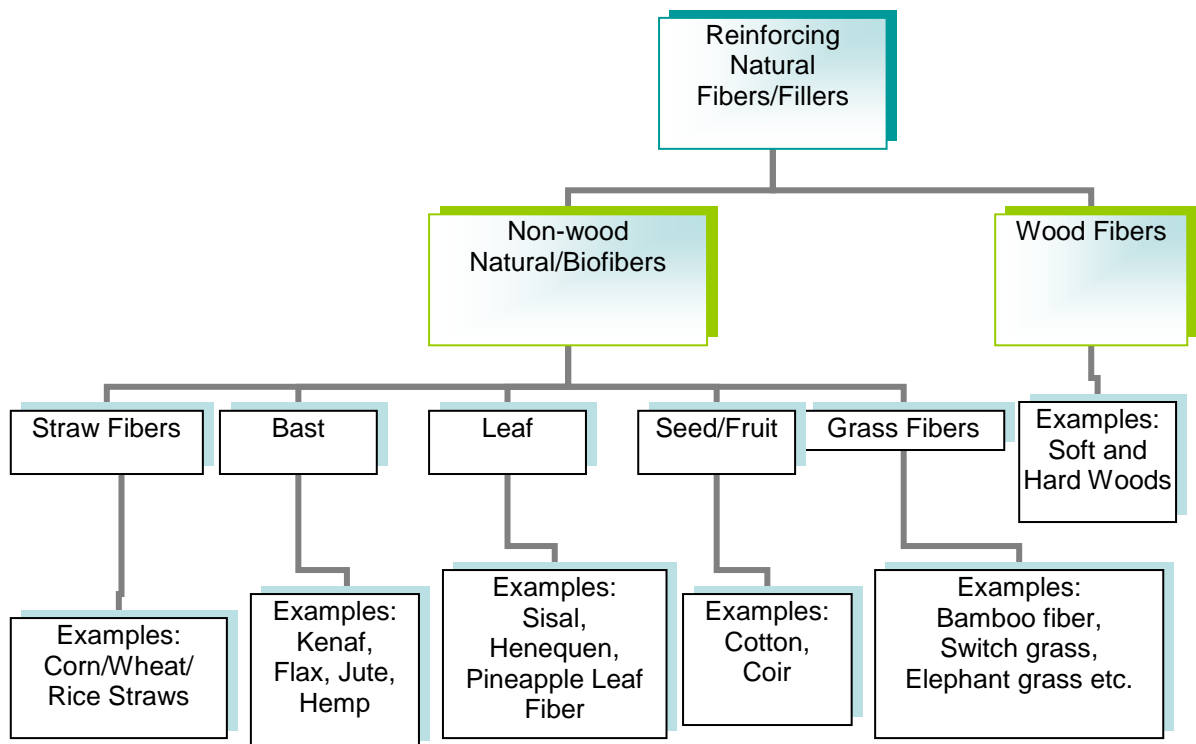 Reinforcing
Natural
Fibers/Fillers
Non-wood
Natural/Biofibers
Wood Fibers
Straw Fibers
Bast
Leaf
Seed/Fruit
Grass Fibers
Examples:
Soft and
Hard Woods
Examples:
Corn/Wheat/
Rice Straws
Examples:
Kenaf,
Flax, Jute,
Hemp
Examples:
Sisal,
Henequen,
Pineapple Leaf
Fiber
Examples:
Cotton,
Coir
Examples:
Bamboo fiber,
Switch grass,
Elephant grass etc.